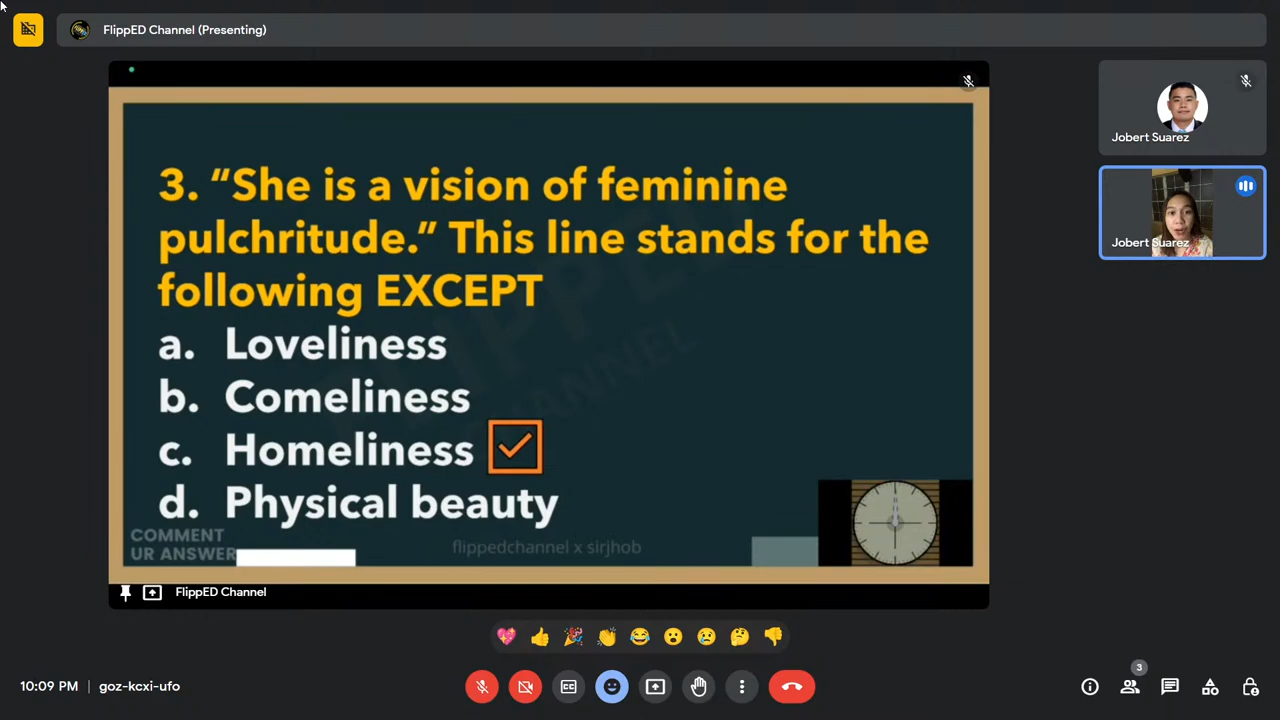 FlippED Channel (Presenting)
3. “She is a vision of feminine
pulchritude.” This line stands for the
following EXCEPT
a. Loveliness
b. Comeliness
c. Homeliness
d. Physical beauty
FLIPPED
CHANNEL
COMMENT
UR ANSWER
flippedchannel x sirjhob
FlippED Channel
Jobert Suarez
Jobert Suarez
10:09 PM | goz-kcxi-ufo
3